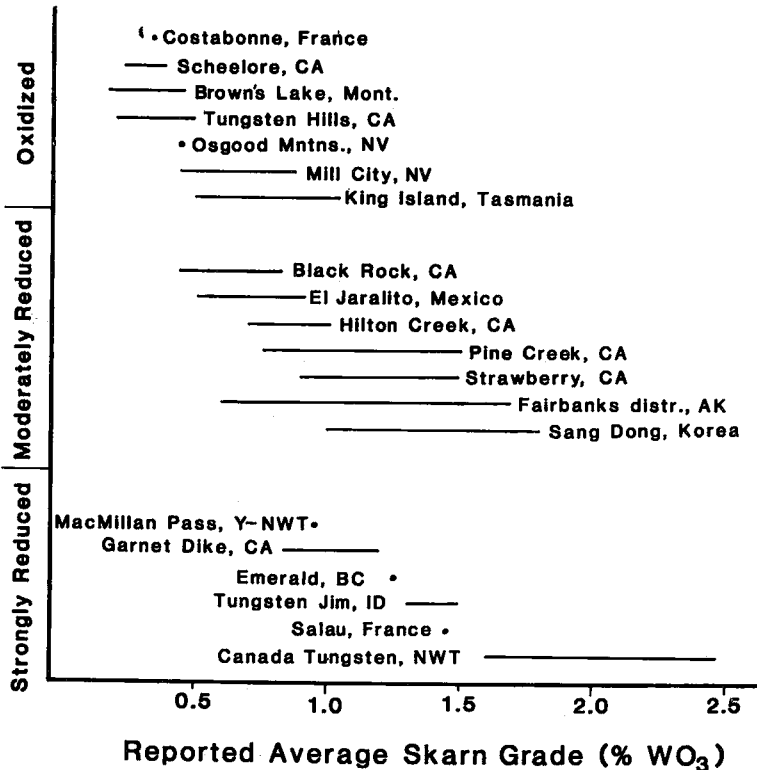 Oxidized
Costabonne, France
Scheelore, CA
Brown's Lake, Mont.
Tungsten Hills, CA
Osgood Mntns., NV
Mill City, NV
King Island, Tasmania
Moderately Reduced
Black Rock, CA
El Jaralito, Mexico
Hilton Creek, CA
Pine Creek, CA
Strawberry, CA
Fairbanks distr., AK
Sang Dong, Korea
Strongly Reduced
MacMillan Pass, Y-NWT
Garnet Dike, CA
Emerald, BC
Tungsten Jim, ID
Salau, France
Canada Tungsten, NWT
0.5 1.0 1.5 2.0 2.5
Reported Average Skarn Grade (% WO₃)